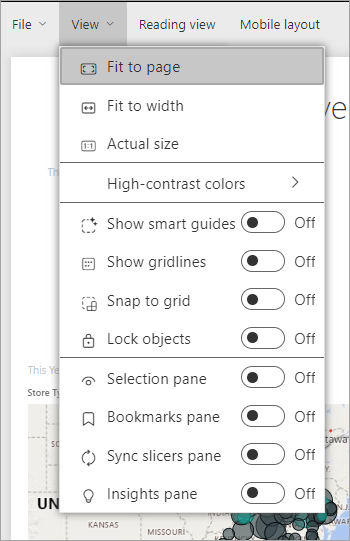 File View Reading view Mobile layout
Fit to page
Fit to width
1:1 Actual size
High-contrast colors
Show smart guides Off
Show gridlines Off
Snap to grid Off
Lock objects Off
Selection pane Off
This Ye
Store Ty
Bookmarks pane Off
Sync slicers pane Off
Insights pane Off
UN
KANSAS
MISSOURI